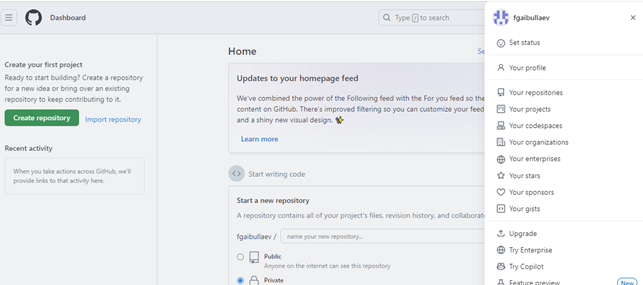 Dashboard
Type / to search
fgaibullaev
Set status
Your profile
Your repositories
Your projects
Your codespaces
Your organizations
Your enterprises
Your stars
Your sponsors
Your gists
Upgrade
Try Enterprise
Try Copilot
Feature preview
New
Create your first project
Ready to start building? Create a repository
for a new idea or bring over an existing
repository to keep contributing to it.
Create repository
Import repository
Recent activity
When you take actions across GitHub, we'll
provide links to that activity here.
Home
Updates to your homepage feed
We've combined the power of the Following feed with the For you feed so the
content on GitHub. There's improved filtering so you can customize your feed
and a shiny new visual design.
Learn more
Start writing code
Start a new repository
A repository contains all of your project's files, revision history, and
fgaibullaev /
name your new repository...
Public
Anyone on the internet can see this repository
Private